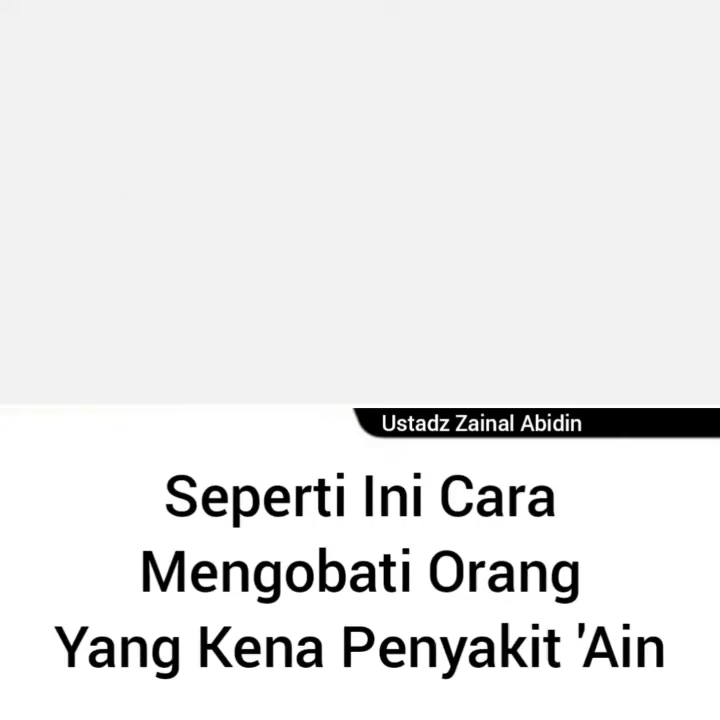 Ustadz Zainal Abidin
Seperti Ini Cara
Mengobati Orang
Yang Kena Penyakit 'Ain